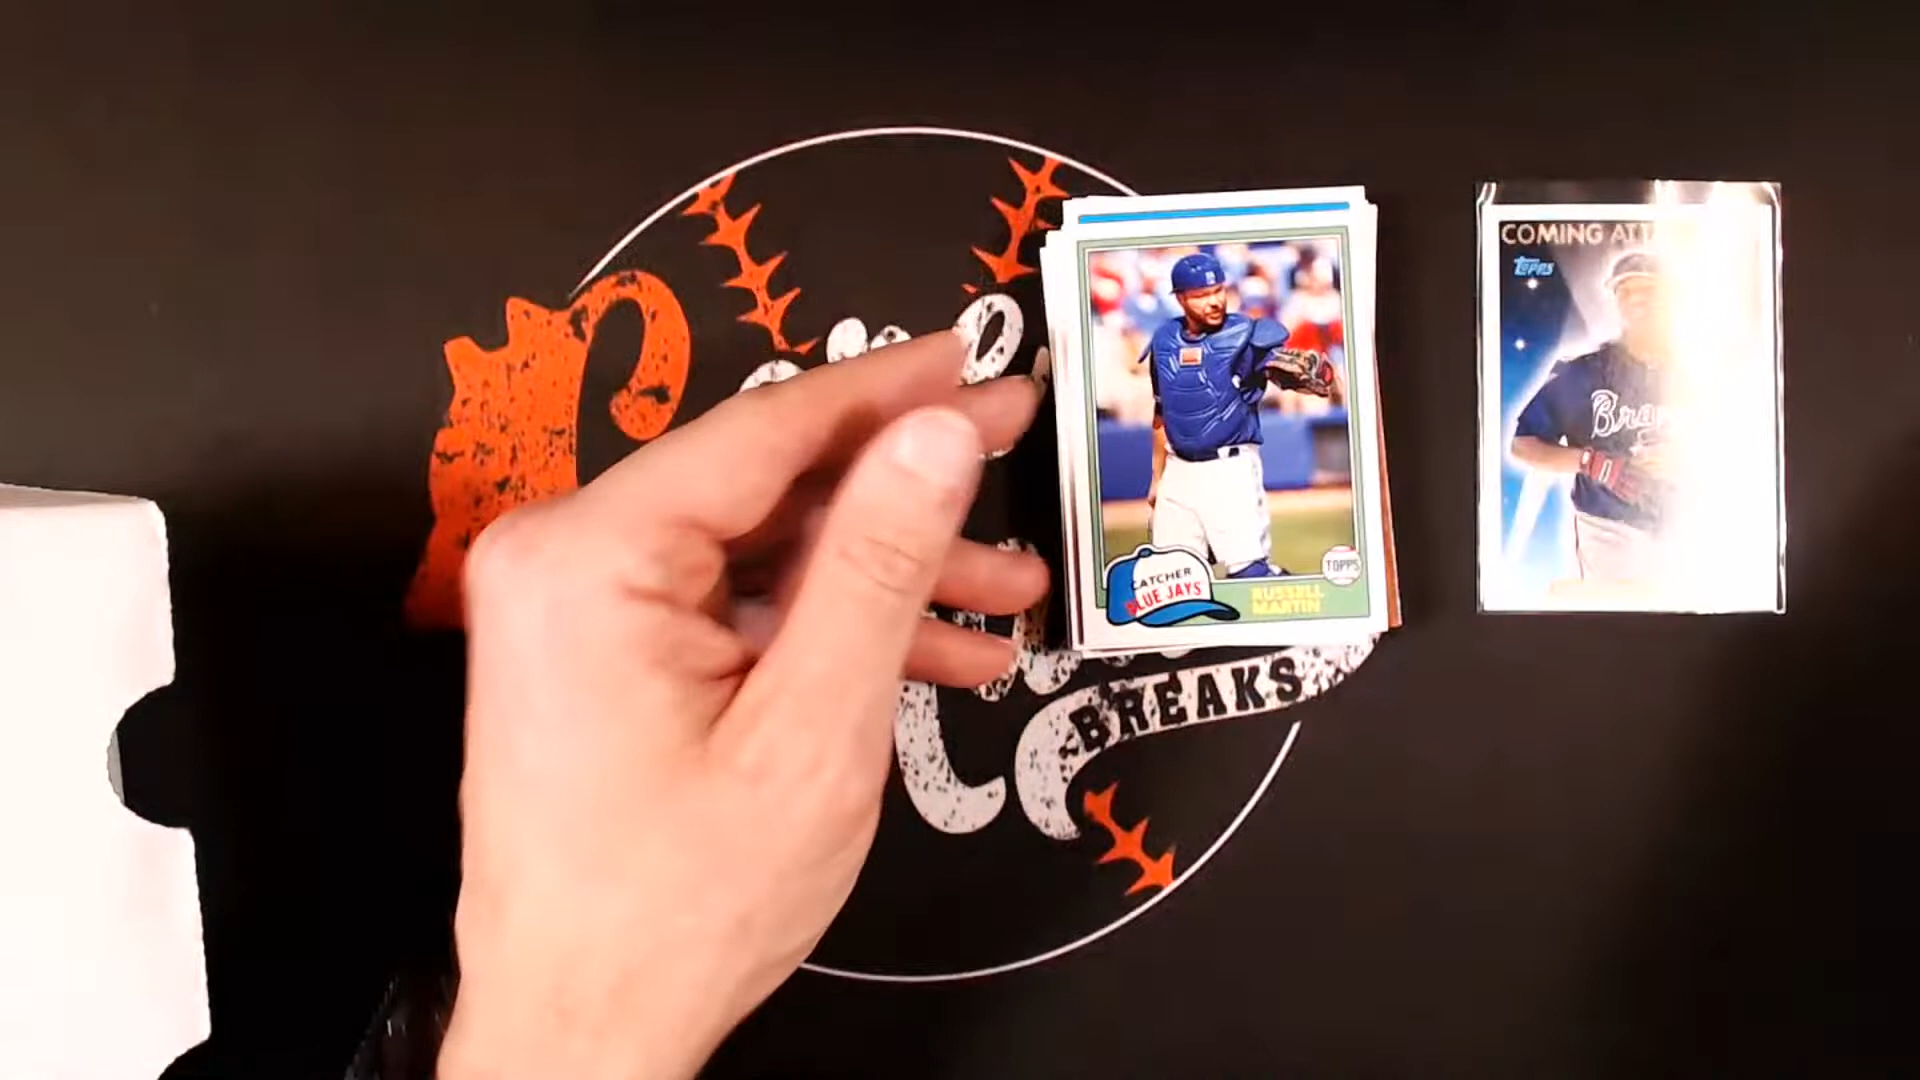 COMING ATT
TOPPS
Bra
CATCHER
BLUE JAYS
TOPPS
RUSSELL
MARTIN
BREAKS